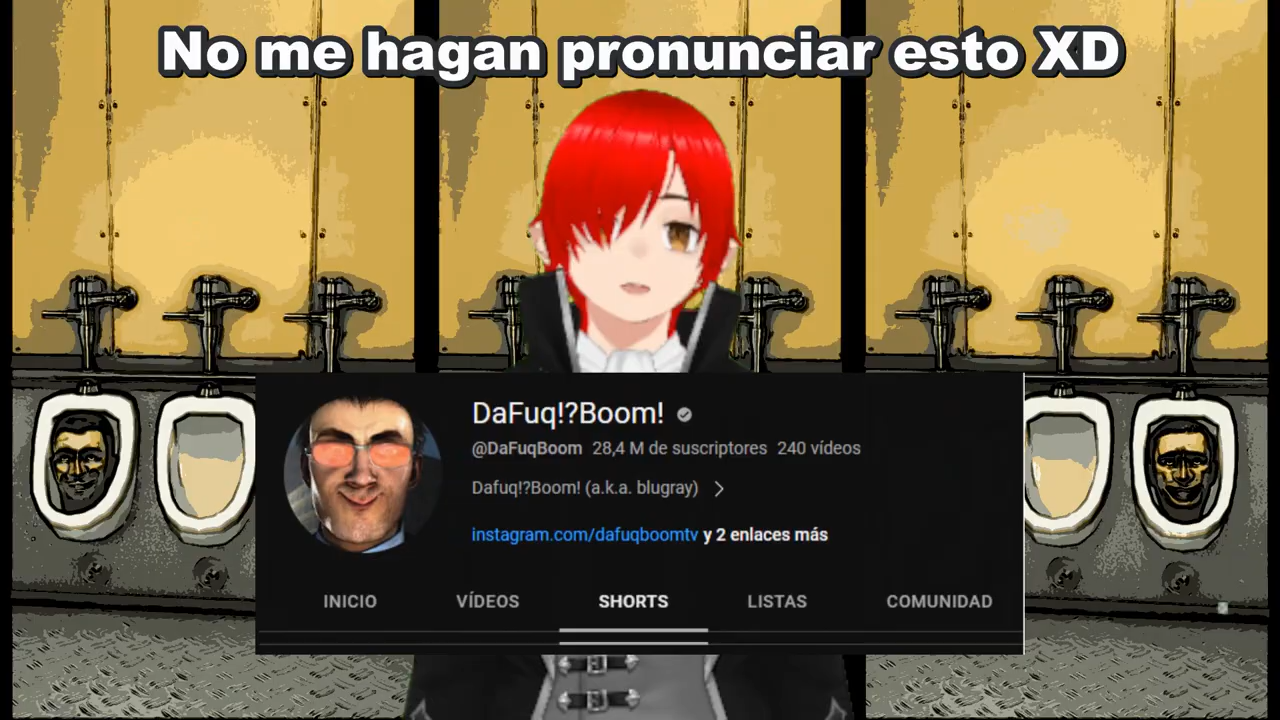 No me hagan pronunciar esto XD
DaFuq!?Boom!
@DaFuqBoom 28,4 M de suscriptores 240 vídeos
Dafuq!?Boom! (a.k.a. blugray)
instagram.com/dafuqboomtv y 2 enlaces más
INICIO VÍDEOS SHORTS LISTAS COMUNIDAD